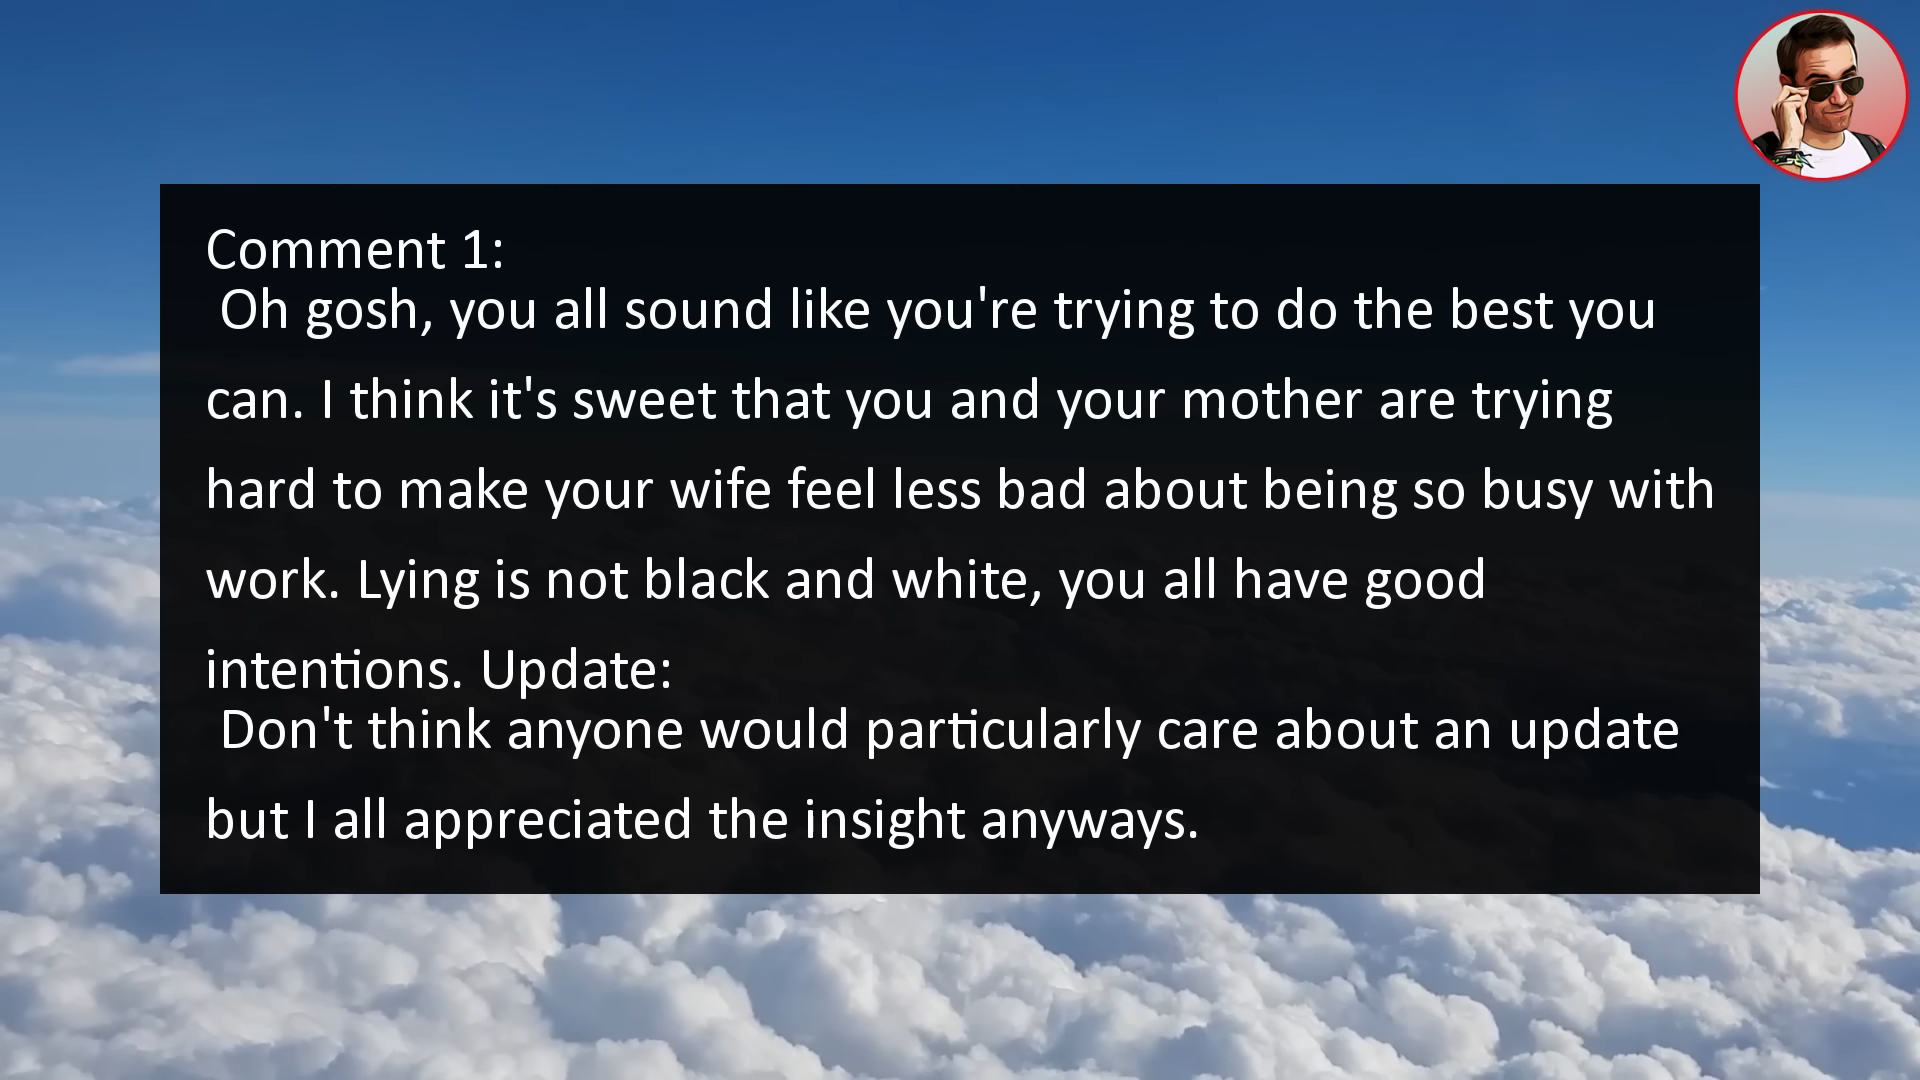 Comment 1:
Oh gosh, you all sound like you're trying to do the best you
can. I think it's sweet that you and your mother are trying
hard to make your wife feel less bad about being so busy with
work. Lying is not black and white, you all have good
intentions. Update:
Don't think anyone would particularly care about an update
but I all appreciated the insight anyways.